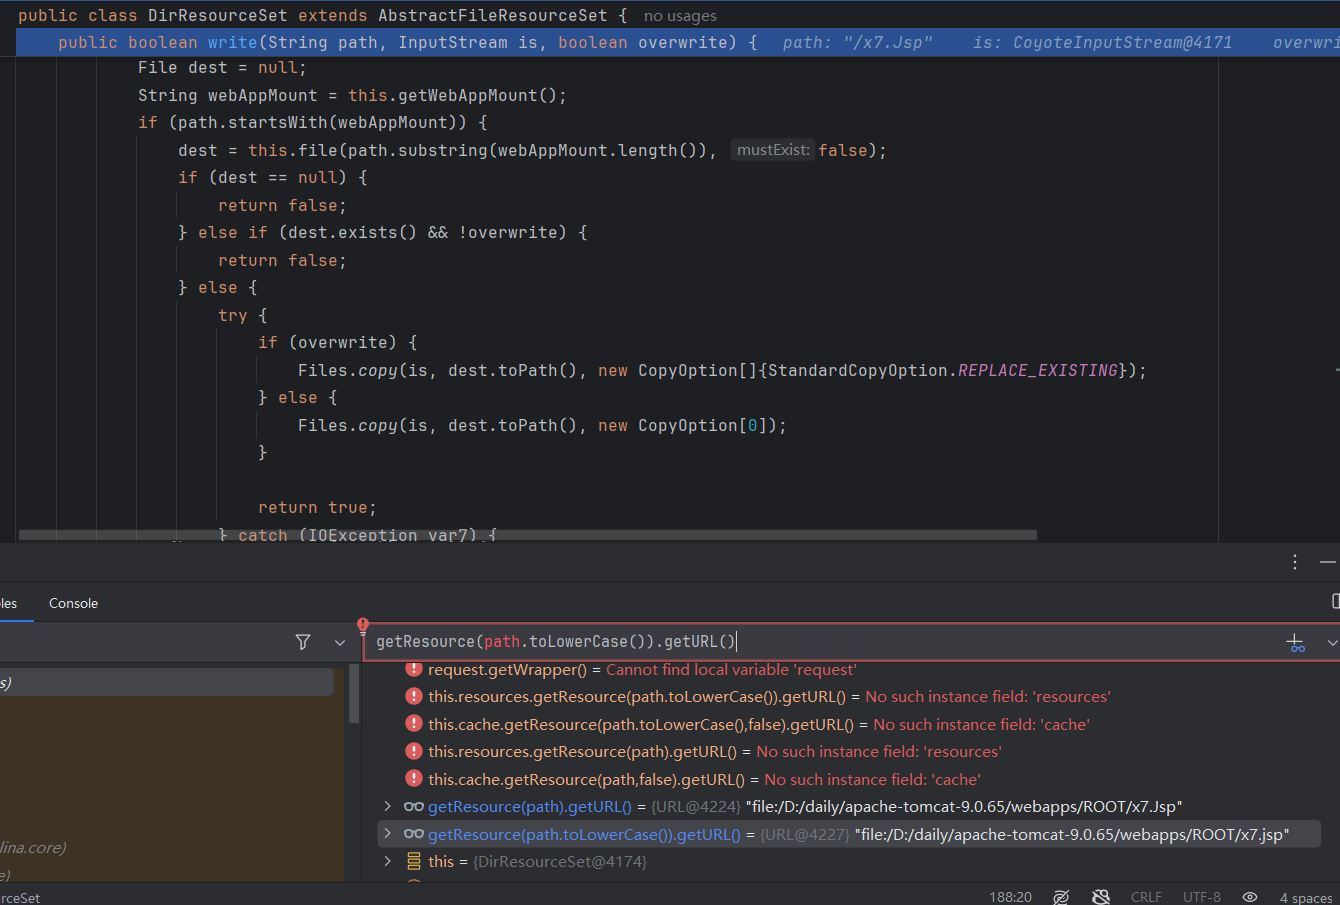 public class DirResourceSet extends AbstractFileResourceSet { no usages
public boolean write(String path, InputStream is, boolean overwrite) { path: "/x7.Jsp" is: CoyoteInputStream@4171 overwri
File dest = null;
String webAppMount = this.getWebAppMount();
if (path.startsWith(webAppMount)) {
dest = this.file(path.substring(webAppMount.length()), mustExist: false);
if (dest == null) {
return false;
} else if (dest.exists() && !overwrite) {
return false;
} else {
try {
if (overwrite) {
Files.copy(is, dest.toPath(), new CopyOption[]{StandardCopyOption.REPLACE_EXISTING});
} else {
Files.copy(is, dest.toPath(), new CopyOption[0]);
}
return true;
} catch (IOException var7) {
les Console
getResource(path.toLowerCase()).getURL()
request.getWrapper() = Cannot find local variable 'request'
s)
this.resources.getResource(path.toLowerCase()).getURL() = No such instance field: 'resources'
this.cache.getResource(path.toLowerCase(),false).getURL() = No such instance field: 'cache'
this.resources.getResource(path).getURL() = No such instance field: 'resources'
this.cache.getResource(path,false).getURL() = No such instance field: 'cache'
getResource(path).getURL() = {URL@4224} "file:/D:/daily/apache-tomcat-9.0.65/webapps/ROOT/x7.Jsp"
getResource(path.toLowerCase()).getURL() = {URL@4227} "file:/D:/daily/apache-tomcat-9.0.65/webapps/ROOT/x7.jsp"
lina.core)
this = {DirResourceSet@4174}
e)
rceSet 188:20 CRLF UTF-8 4 spaces